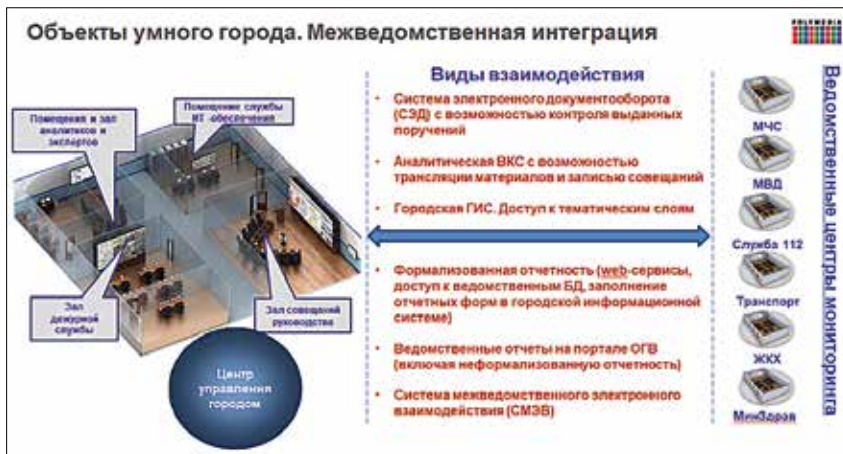 Объекты умного города. Межведомственная интеграция
POLYMEDIA
Помещения и зал
аналитиков и
экспертов
Помещение службы
ИТ-обеспечения
Зал
дежурной
службы
Зал совещаний
руководства
Центр
управления
городом
Виды взаимодействия
• Система электронного документооборота
(СЭД) с возможностью контроля выданных
поручений
• Аналитическая ВКС с возможностью
трансляции материалов и записью совещаний
• Городская ГИС. Доступ к тематическим слоям
• Формализованная отчетность (web-сервисы,
доступ к ведомственным БД, заполнение
отчетных форм в городской информационной
системе)
• Ведомственные отчеты на портале ОГВ
(включая неформализованную отчетность)
• Система межведомственного электронного
взаимодействия (СМЭВ)
МЧС
МВД
Служба 112
Транспорт
ЖКХ
МинЗдрав
Ведомственные центры мониторинга